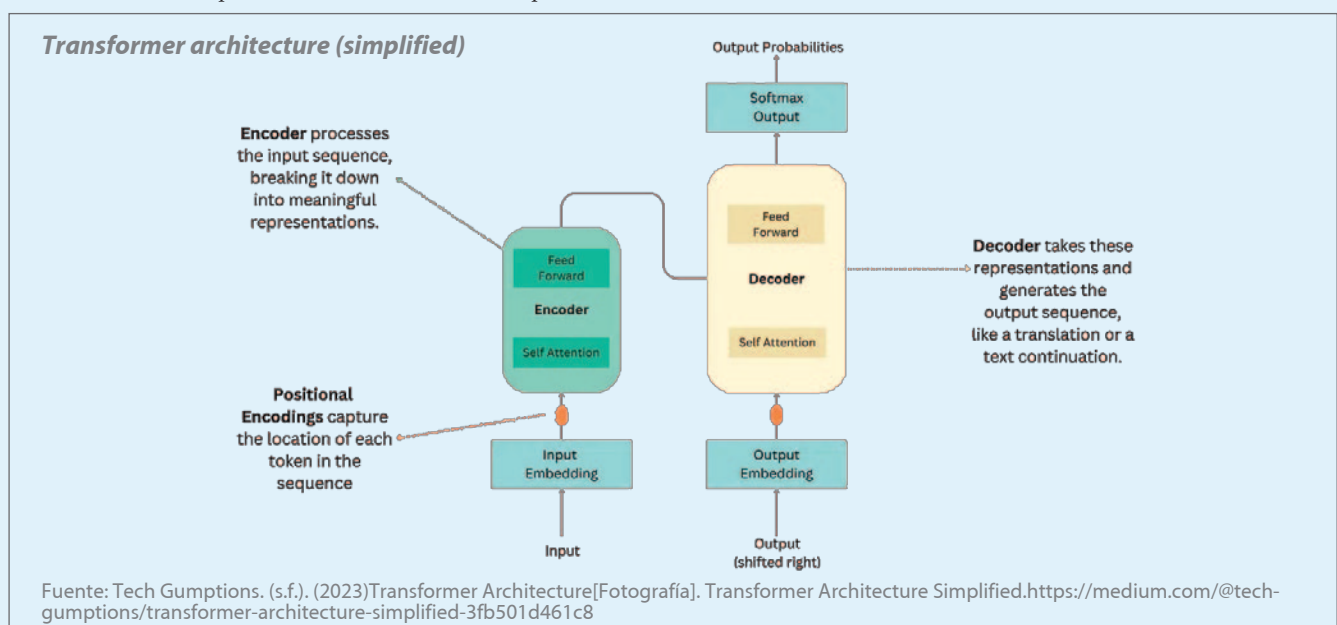 Transformer architecture (simplified)
Output Probabilities
Softmax
Output
Encoder processes
the input sequence,
breaking it down
into meaningful
representations.
Feed
Forward
Encoder
Self Attention
Feed
Forward
Decoder
Self Attention
Decoder takes these
representations and
generates the
output sequence,
like a translation or a
text continuation.
Positional
Encodings capture
the location of each
token in the
sequence
Input
Embedding
Output
Embedding
Input
Output
(shifted right)
Fuente: Tech Gumptions. (s.f.). (2023)Transformer Architecture[Fotografía]. Transformer Architecture Simplified.https://medium.com/@tech-
gumptions/transformer-architecture-simplified-3fb501d461c8